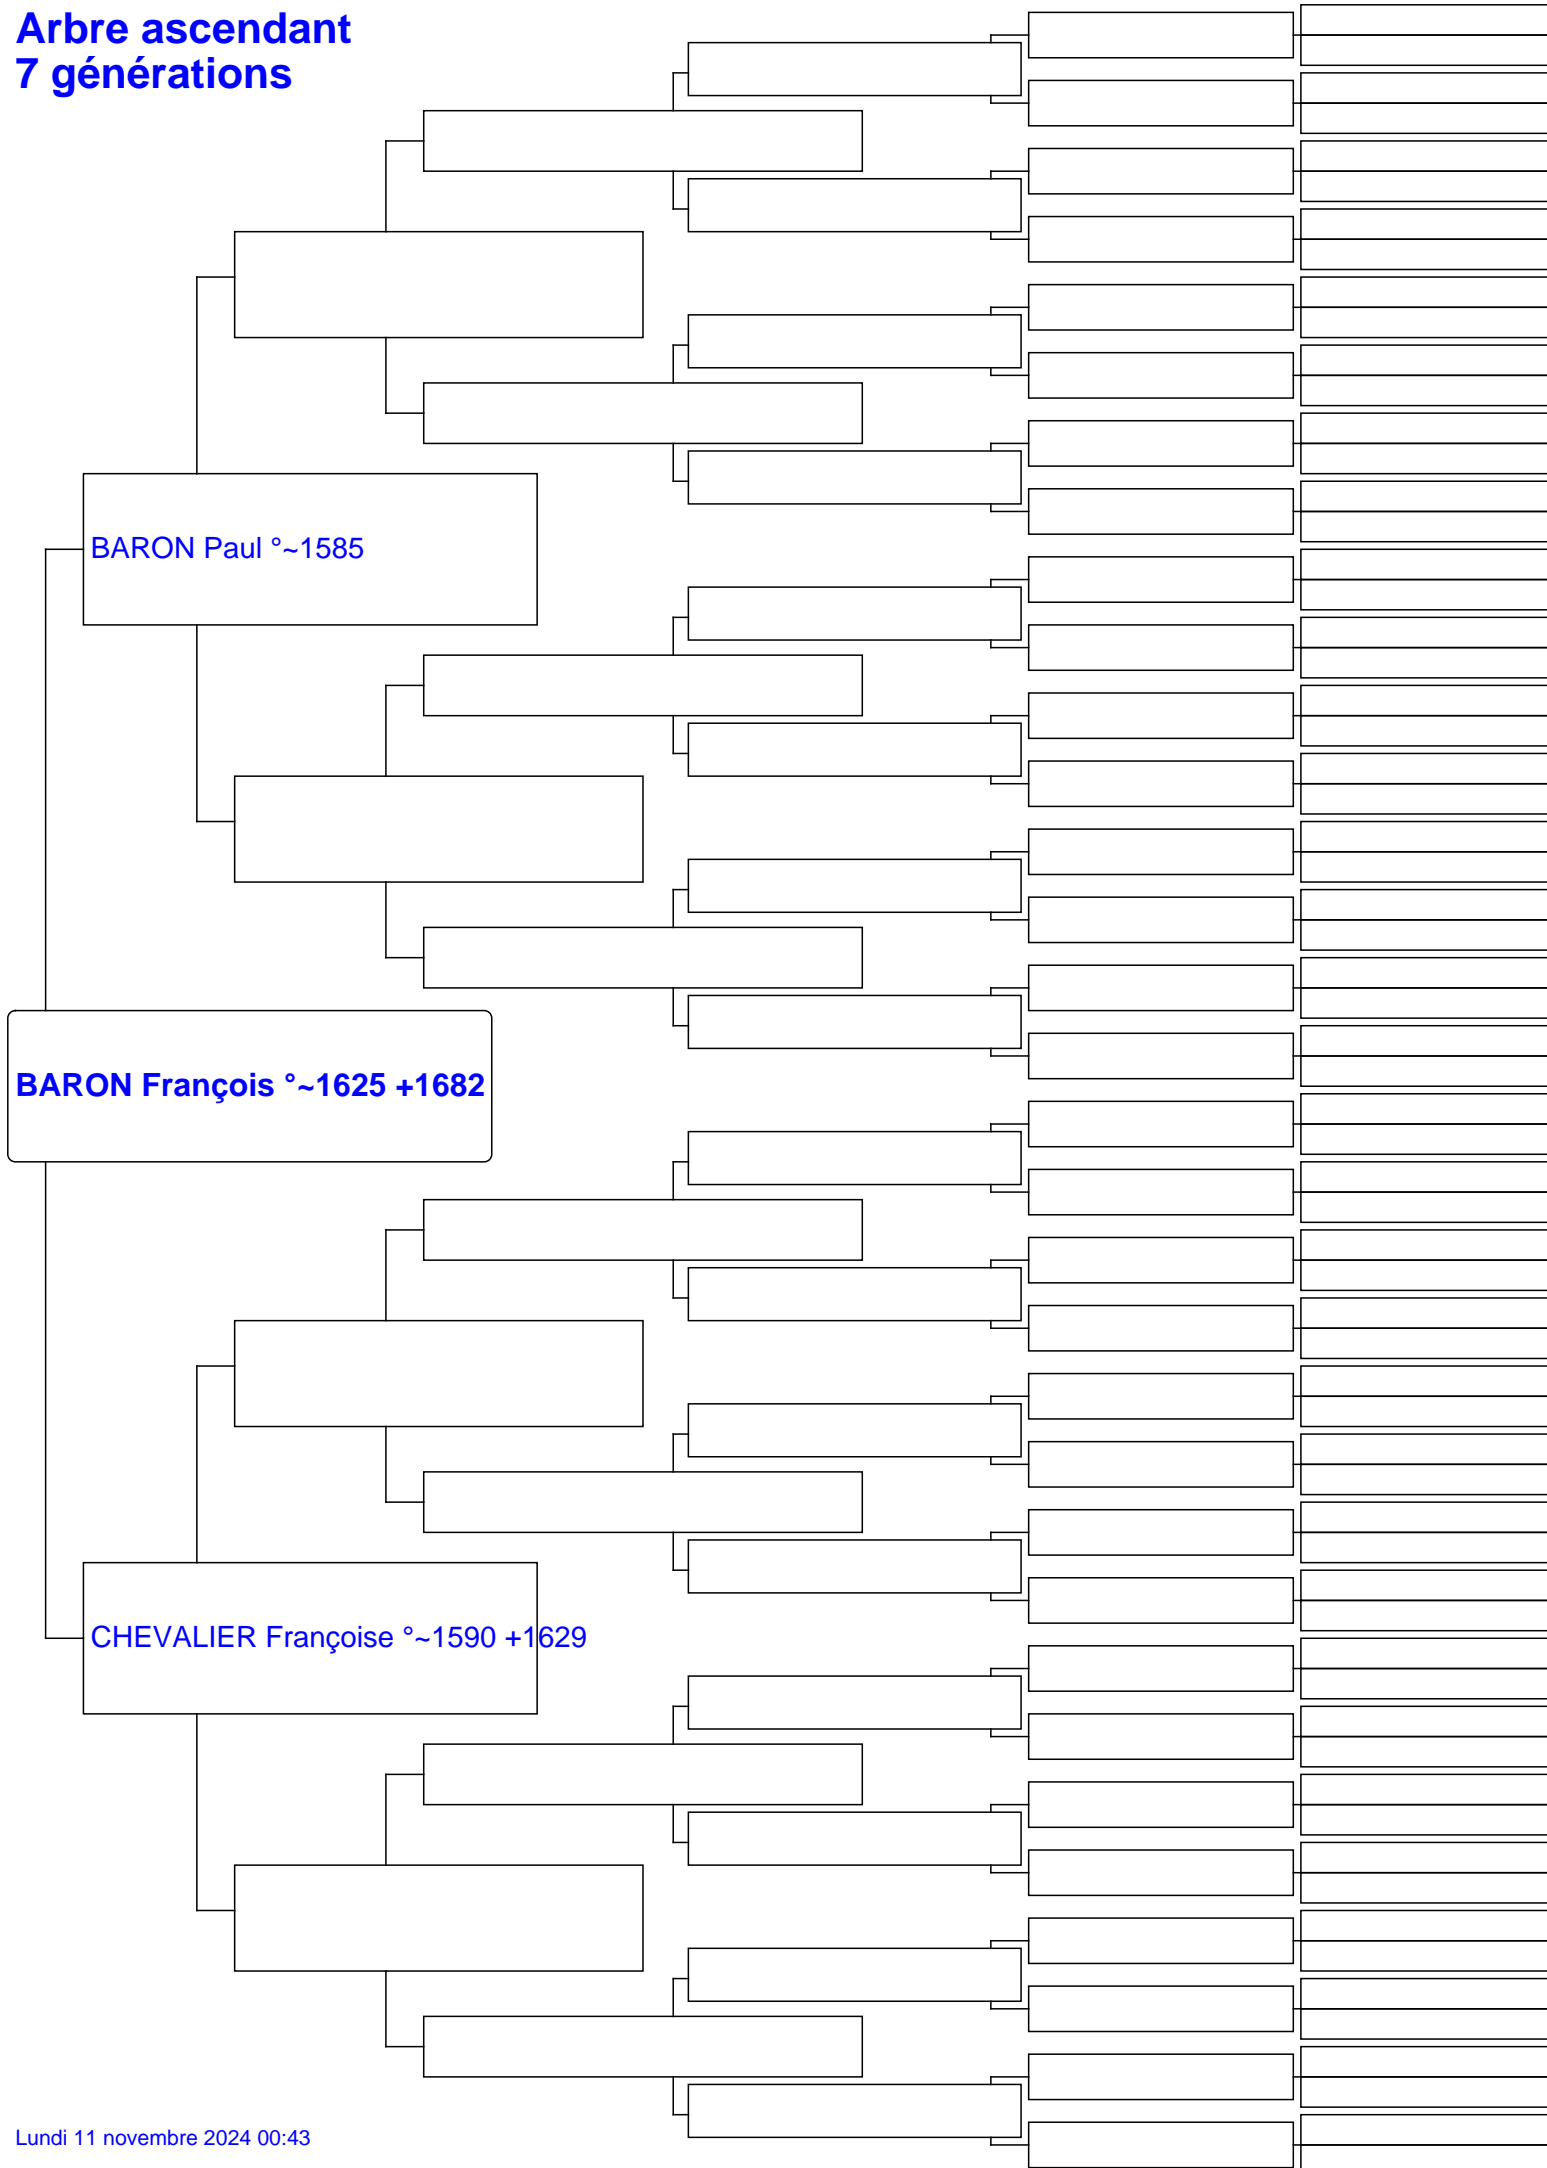 Arbre ascendant
7 générations
BARON Paul °~1585
BARON François °~1625 +1682
CHEVALIER Françoise °~1590 +1629
Lundi 11 novembre 2024 00:43